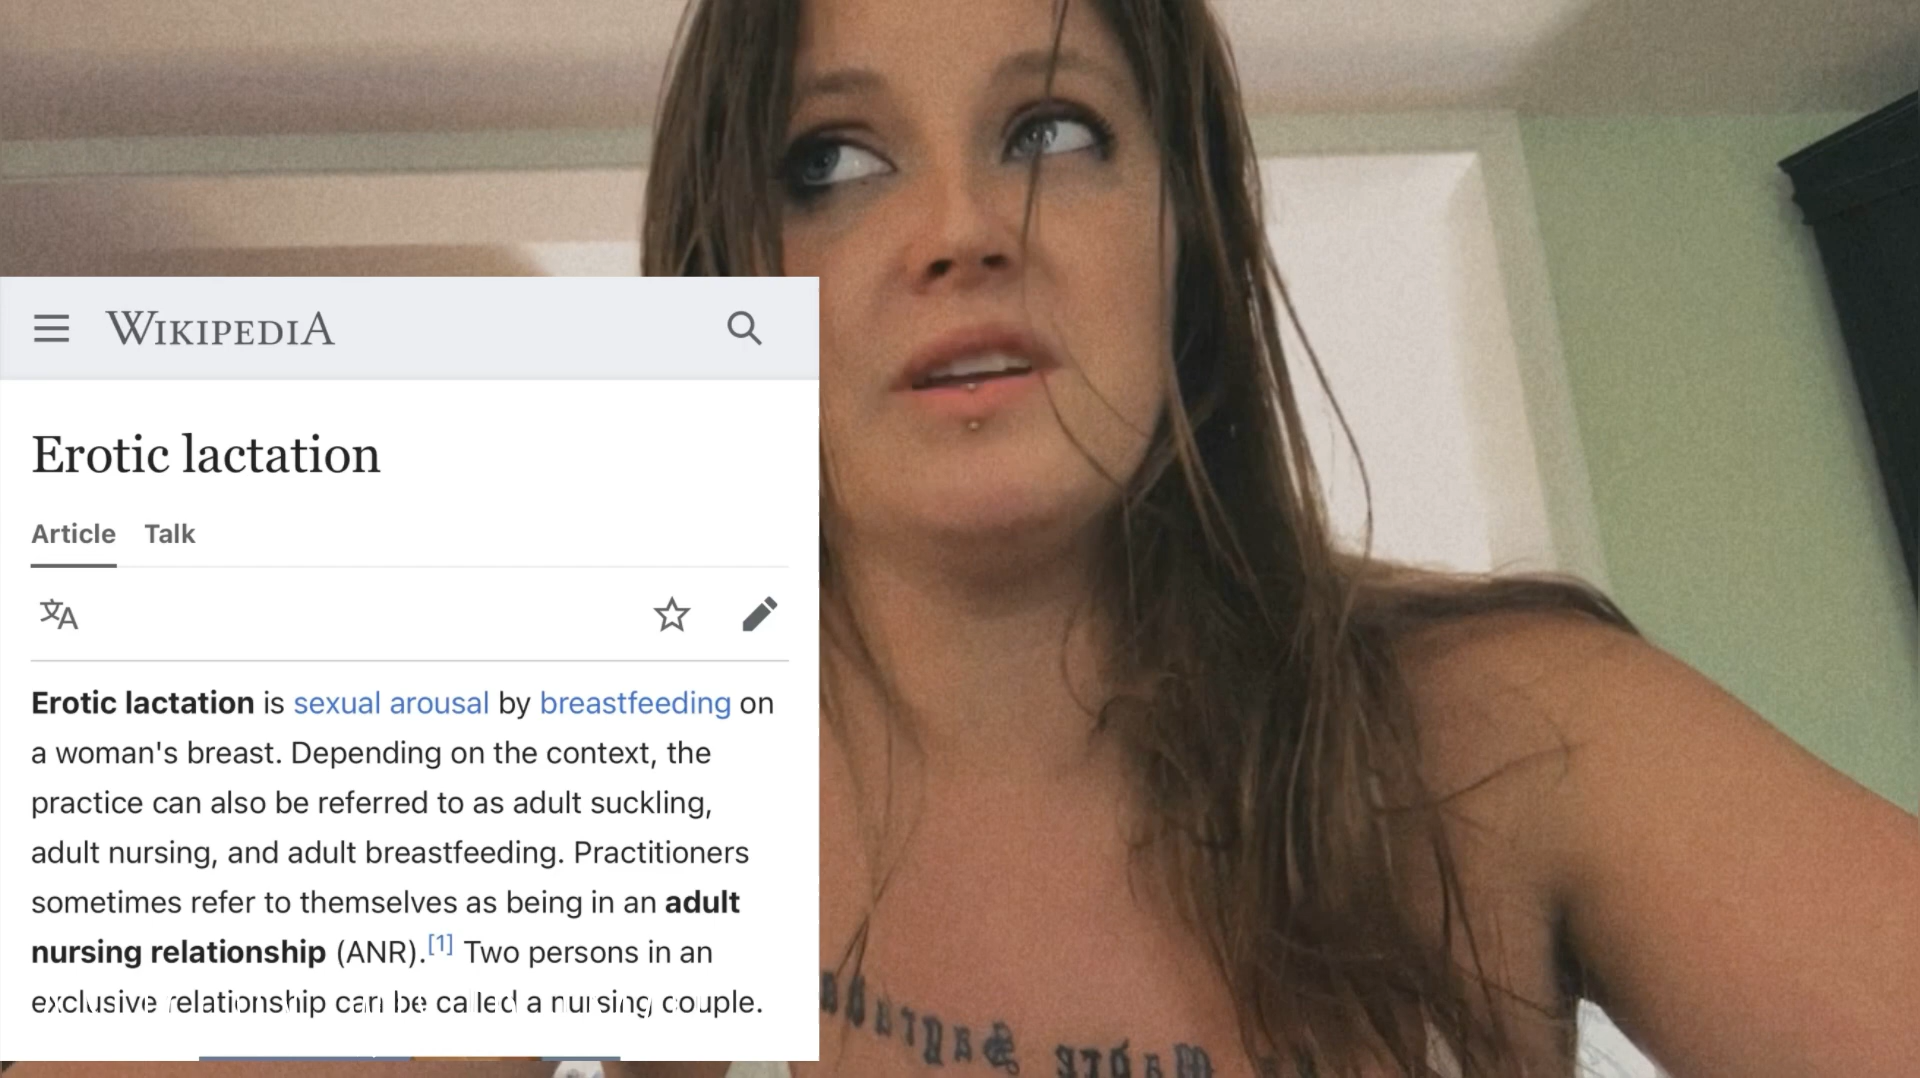 WIKIPEDIA
Erotic lactation
Article Talk
Erotic lactation is sexual arousal by breastfeeding on
a woman's breast. Depending on the context, the
practice can also be referred to as adult suckling,
adult nursing, and adult breastfeeding. Practitioners
sometimes refer to themselves as being in an adult
nursing relationship (ANR).[1] Two persons in an
exclusive relationship can be called a nursing couple.